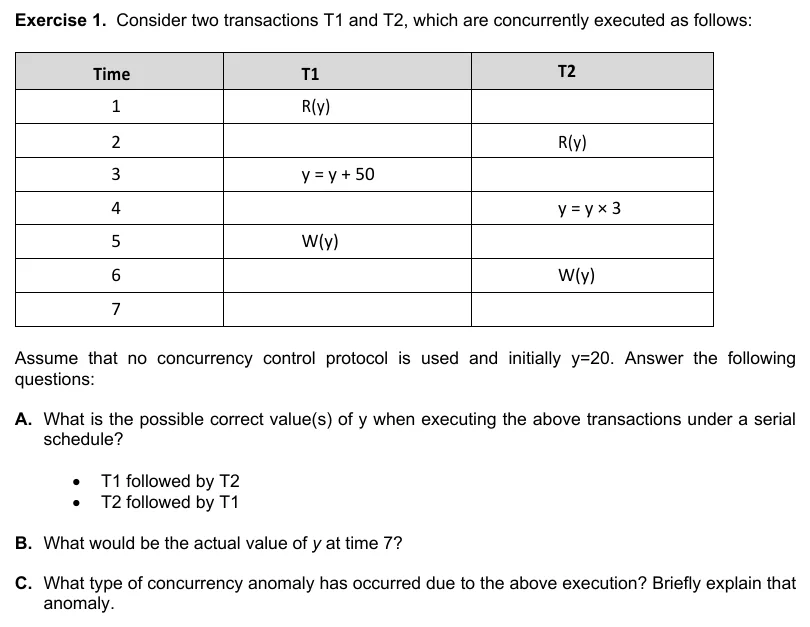 Exercise 1. Consider two transactions T1 and T2, which are concurrently executed as follows:
Time T1 T2
1 R(y)
2 R(y)
3 y = y + 50
4 y = y × 3
5 W(y)
6 W(y)
7
Assume that no concurrency control protocol is used and initially y=20. Answer the following
questions:
A. What is the possible correct value(s) of y when executing the above transactions under a serial
schedule?
• T1 followed by T2
• T2 followed by T1
B. What would be the actual value of y at time 7?
C. What type of concurrency anomaly has occurred due to the above execution? Briefly explain that
anomaly.